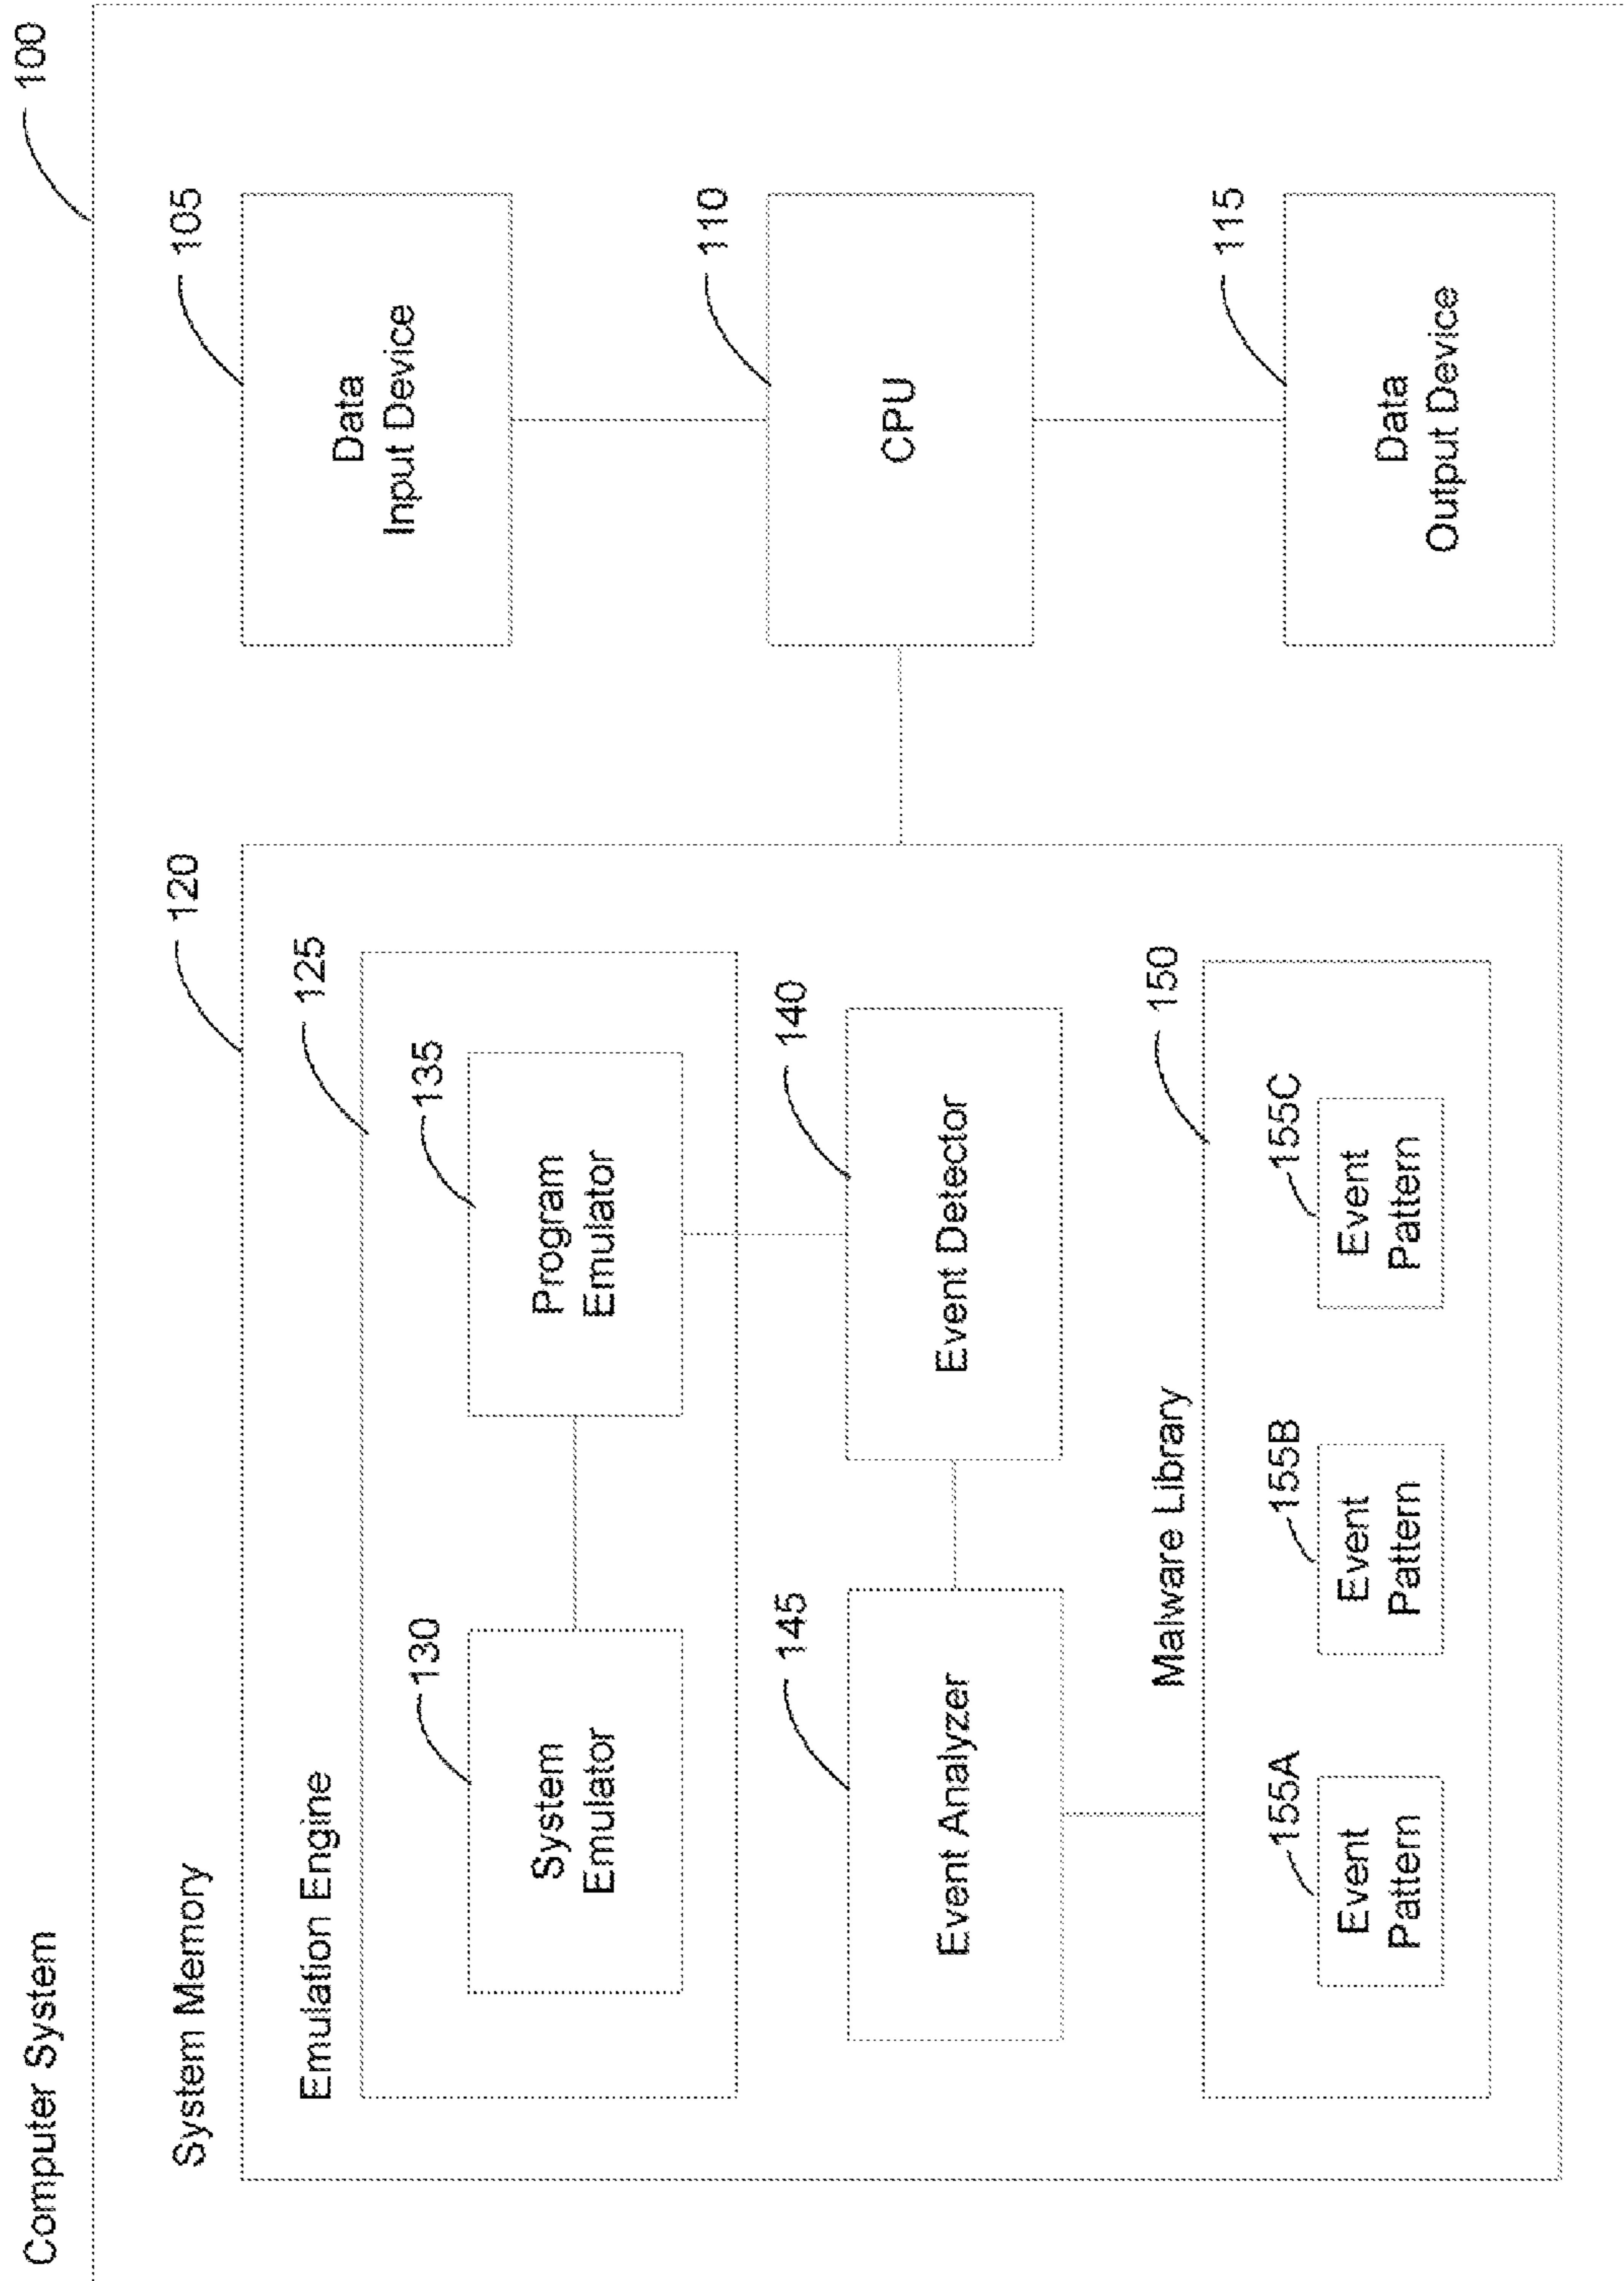 Computer System
100
System Memory
120
Emulation Engine
125
130
System
Emulator
135
Program
Emulator
145
Event Analyzer
140
Event Detector
Malware Library
150
155A
Event
Pattern
155B
Event
Pattern
155C
Event
Pattern
105
Data
Input Device
110
CPU
115
Data
Output Device